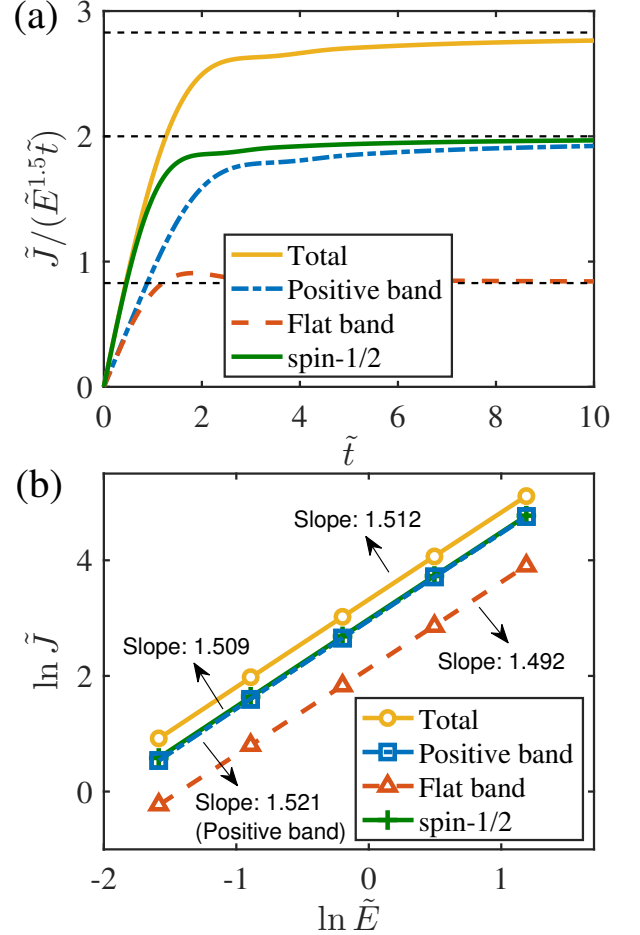 (a)
3
2
1
0
J̃/(Ẽ^1.5 t̃)
Total
Positive band
Flat band
spin-1/2
0 2 4 6 8 10
t̃
(b)
4
2
0
ln J̃
Slope: 1.512
Slope: 1.509
Slope: 1.492
Slope: 1.521
(Positive band)
Total
Positive band
Flat band
spin-1/2
-2 -1 0 1
ln Ẽ